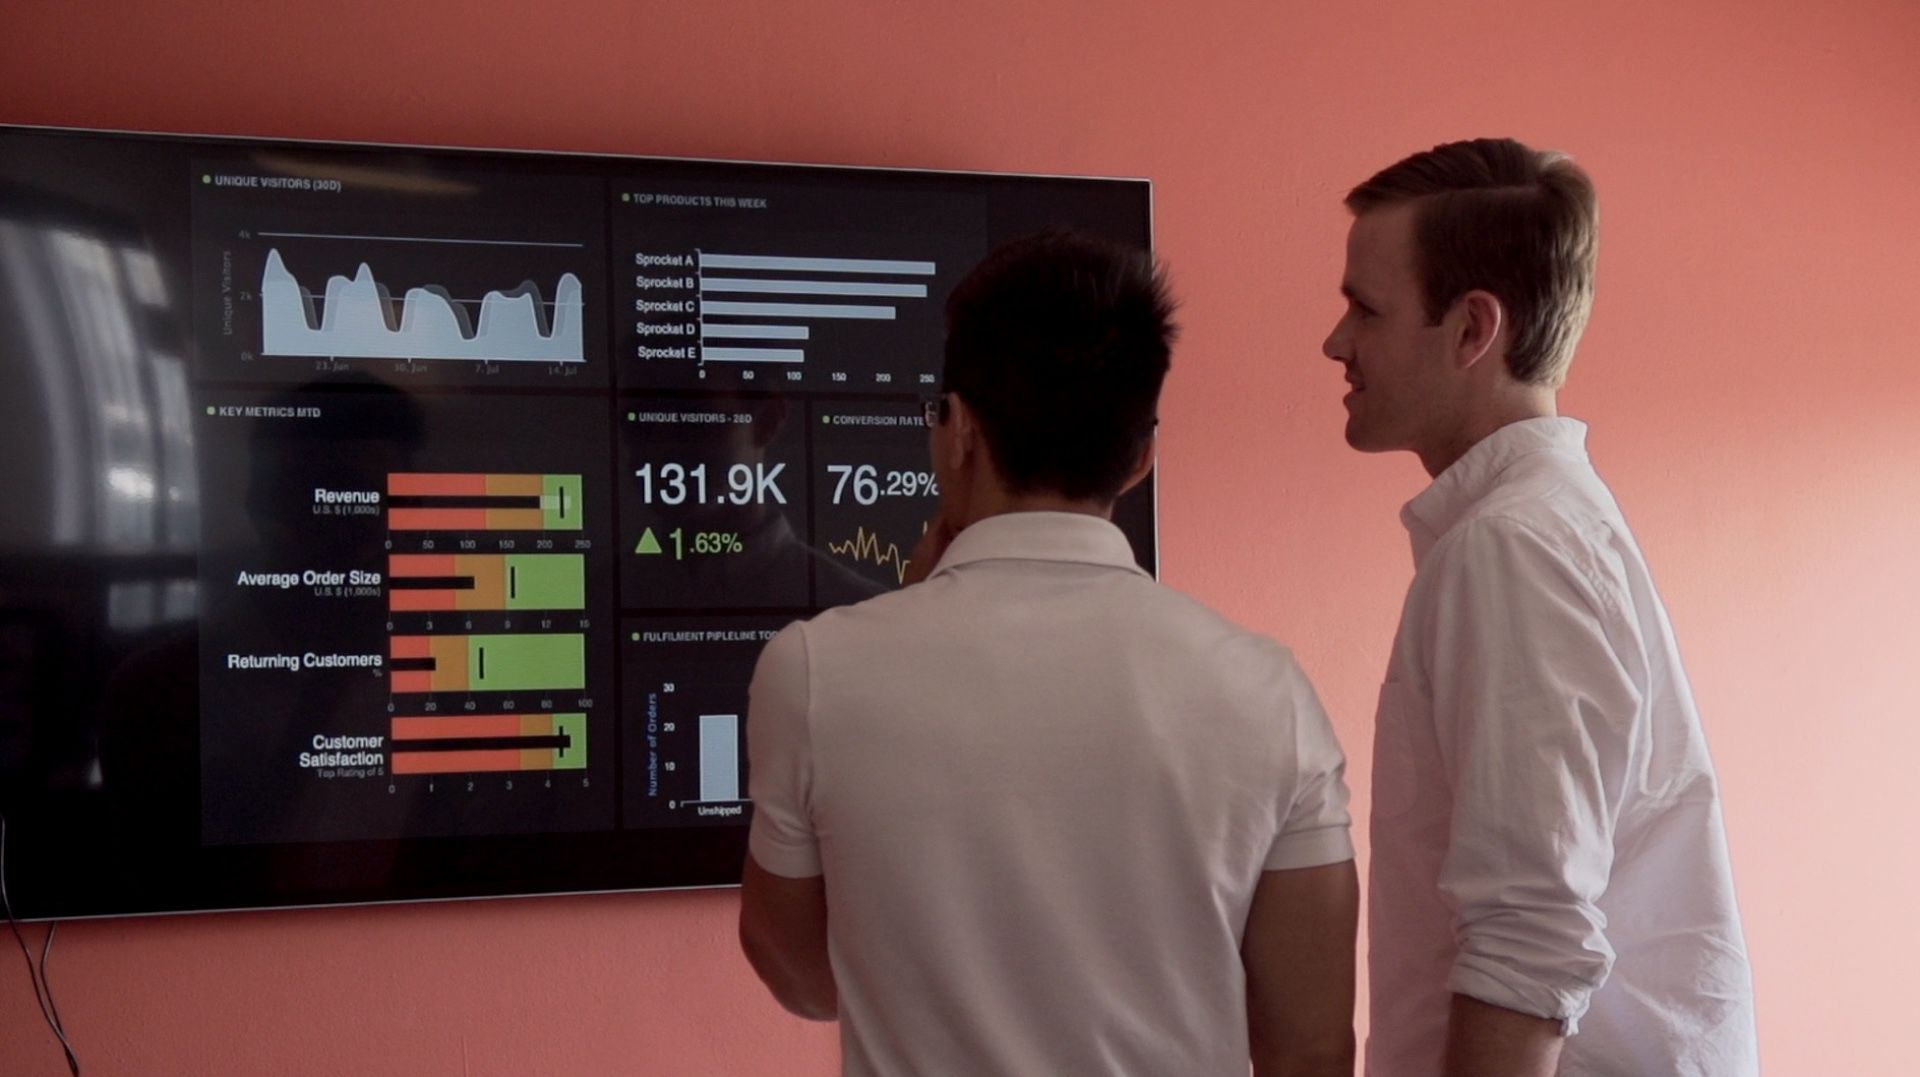 UNIQUE VISITORS (30D)
4k
2k
0k
Unique Visitors
23. Jun 30. Jun 7. Jul 14. Jul
TOP PRODUCTS THIS WEEK
Sprocket A
Sprocket B
Sprocket C
Sprocket D
Sprocket E
0 50 100 150 200 250
KEY METRICS MTD
Revenue
U.S. $ (1,000s)
0 50 100 150 200 250
Average Order Size
U.S. $ (1,000s)
0 3 6 9 12 15
Returning Customers
%
0 20 40 60 80 100
Customer
Satisfaction
Top Rating of 5
0 1 2 3 4 5
UNIQUE VISITORS - 28D
131.9K
1.63%
CONVERSION RATE
76.29%
FULFILMENT PIPLELINE TOD
30
20
10
0
Number of Orders
Unshipped